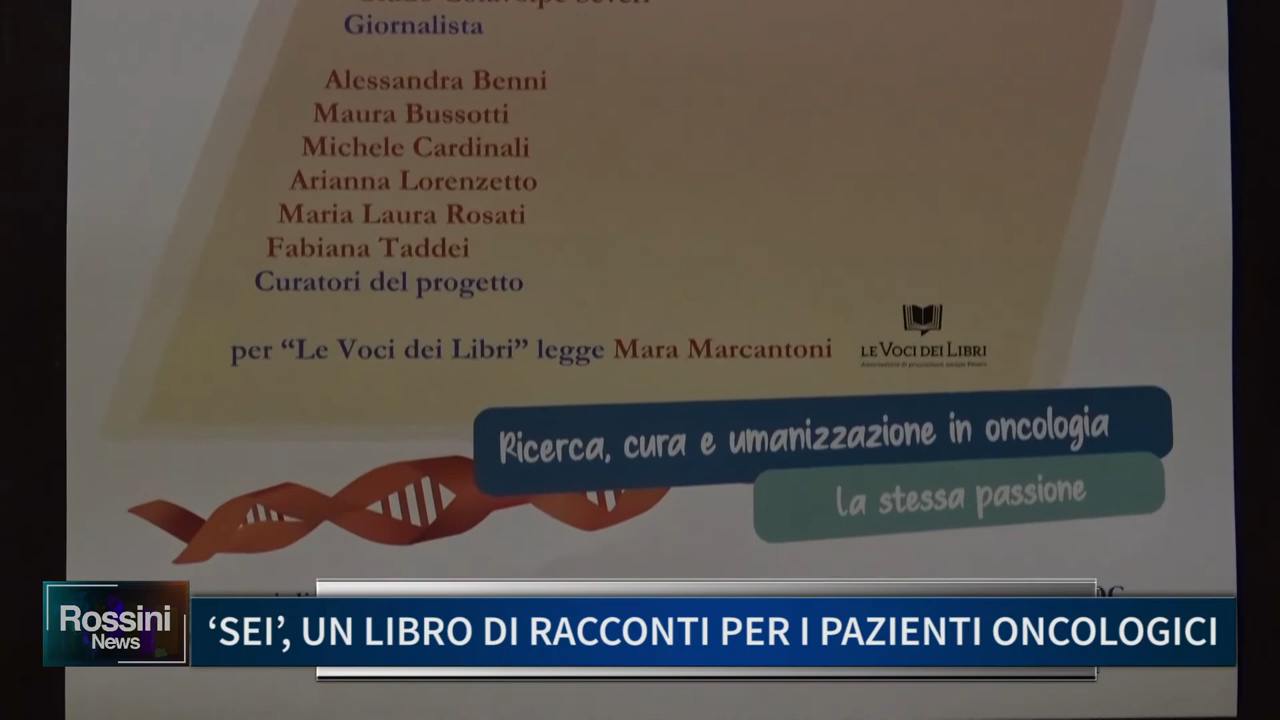 Giornalista
Alessandra Benni
Maura Bussotti
Michele Cardinali
Arianna Lorenzetto
Maria Laura Rosati
Fabiana Taddei
Curatori del progetto
per “Le Voci dei Libri” legge Mara Marcantoni
LE VOCI DEI LIBRI
Ricerca, cura e umanizzazione in oncologia
la stessa passione
Rossini
News
‘SEI’, UN LIBRO DI RACCONTI PER I PAZIENTI ONCOLOGICI